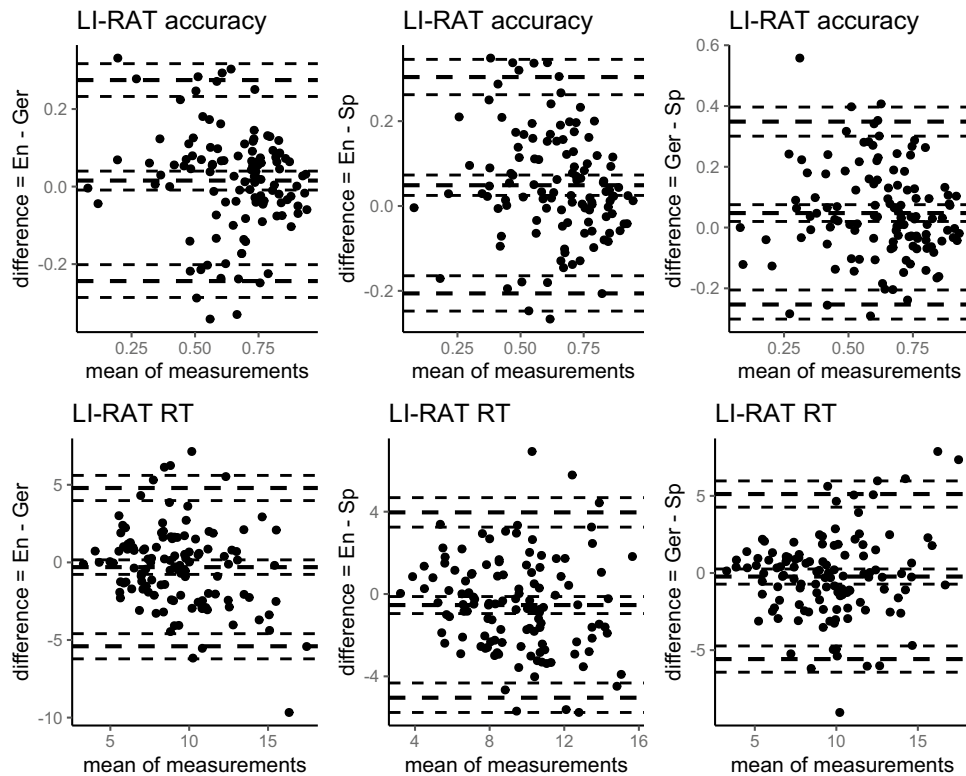 LI-RAT accuracy
difference = En - Ger
0.2
0.0
-0.2
0.25 0.50 0.75
mean of measurements
LI-RAT accuracy
difference = En - Sp
0.2
0.0
-0.2
0.25 0.50 0.75
mean of measurements
LI-RAT accuracy
difference = Ger - Sp
0.6
0.4
0.2
0.0
-0.2
0.25 0.50 0.75
mean of measurements
LI-RAT RT
difference = En - Ger
5
0
-5
-10
5 10 15
mean of measurements
LI-RAT RT
difference = En - Sp
4
0
-4
4 8 12 16
mean of measurements
LI-RAT RT
difference = Ger - Sp
5
0
-5
5 10 15
mean of measurements